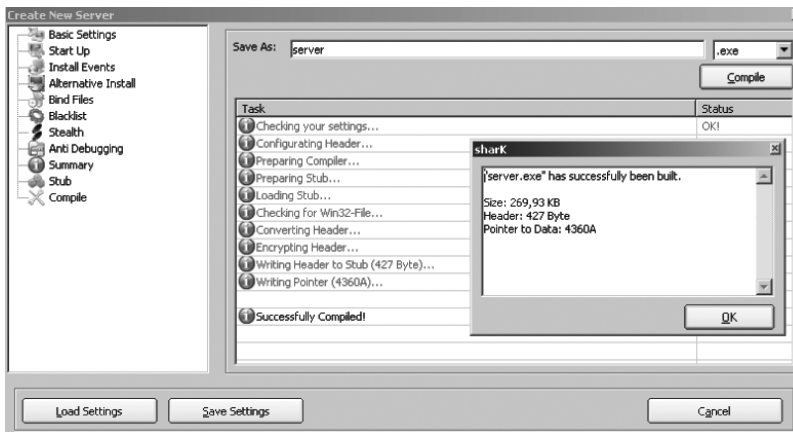 Create New Server
Basic Settings
Start Up
Install Events
Alternative Install
Bind Files
Blacklist
Stealth
Anti Debugging
Summary
Stub
Compile
Save As: server .exe
Compile
Task Status
Checking your settings... OK!
Configurating Header...
Preparing Compiler...
Preparing Stub...
Loading Stub...
Checking for Win32-File...
Converting Header...
Encrypting Header...
Writing Header to Stub (427 Byte)...
Writing Pointer (4360A)...
Successfully Compiled!
sharK
"server.exe" has successfully been built.
Size: 269,93 KB
Header: 427 Byte
Pointer to Data: 4360A
OK
Load Settings Save Settings Cancel